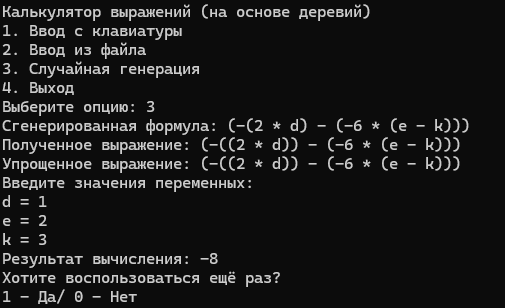 Калькулятор выражений (на основе деревий)
1. Ввод с клавиатуры
2. Ввод из файла
3. Случайная генерация
4. Выход
Выберите опцию: 3
Сгенерированная формула: (-(2 * d) - (-6 * (e - k)))
Полученное выражение: (-((2 * d)) - (-6 * (e - k)))
Упрощенное выражение: (-((2 * d)) - (-6 * (e - k)))
Введите значения переменных:
d = 1
e = 2
k = 3
Результат вычисления: -8
Хотите воспользоваться ещё раз?
1 - Да/ 0 - Нет